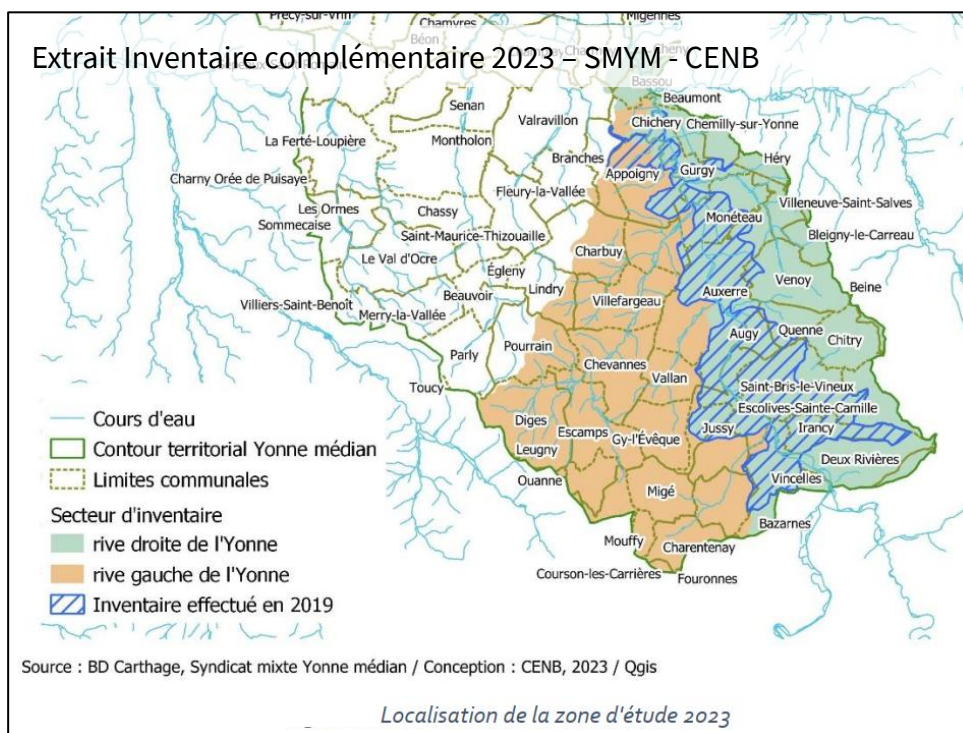 Précy-sur-Vrin
Chamvres
Migennes
Béon
Cheny
Extrait Inventaire complémentaire 2023 – SMYM - CENB
Bassou
Beaumont
Senan
Valravillon
Chichery
Chemilly-sur-Yonne
La Ferté-Loupière
Montholon
Branches
Héry
Appoigny
Gurgy
Charny Orée de Puisaye
Fleury-la-Vallée
Villeneuve-Saint-Salves
Les Ormes
Chassy
Monéteau
Sommecaise
Bleigny-le-Carreau
Saint-Maurice-Thizouaille
Charbuy
Le Val d'Ocre
Égleny
Venoy
Beine
Lindry
Auxerre
Villiers-Saint-Benoît
Beauvoir
Villefargeau
Merry-la-Vallée
Augy
Quenne
Chitry
Parly
Pourrain
Chevannes
Vallan
Toucy
Saint-Bris-le-Vineux
Escolives-Sainte-Camille
Diges
Jussy
Irancy
Escamps
Gy-l'Évêque
Leugny
Deux Rivières
Ouanne
Vincelles
Migé
Bazarnes
Mouffy
Charentenay
Courson-les-Carrières
Fouronnes
Cours d'eau
Contour territorial Yonne médian
Limites communales
Secteur d'inventaire
rive droite de l'Yonne
rive gauche de l'Yonne
Inventaire effectué en 2019
Source : BD Carthage, Syndicat mixte Yonne médian / Conception : CENB, 2023 / Qgis
Localisation de la zone d'étude 2023